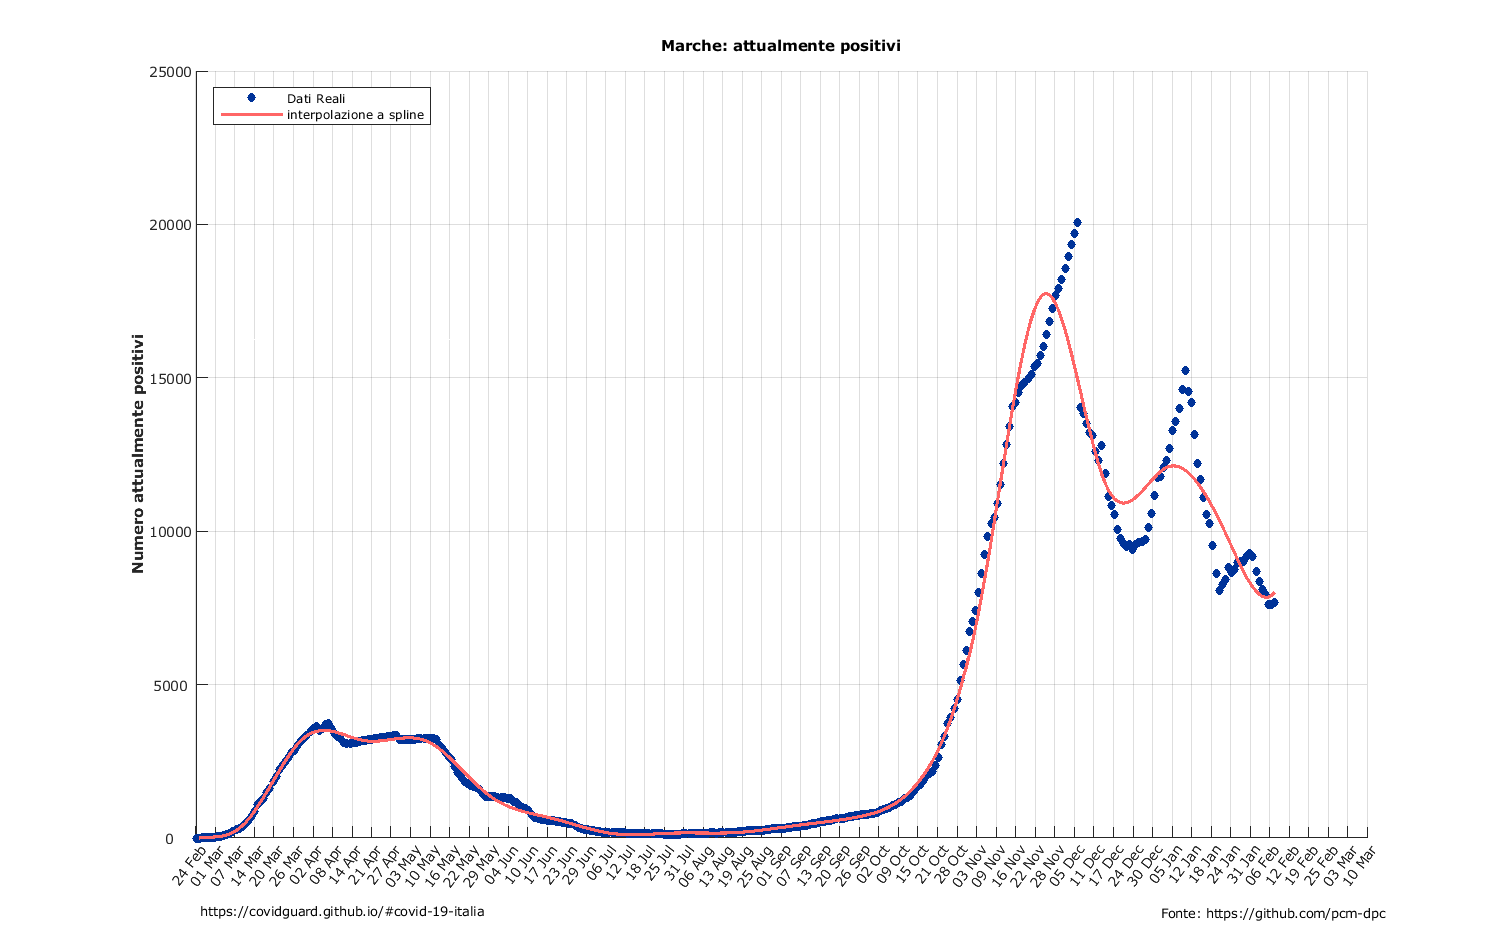 Marche: attualmente positivi
Dati Reali
interpolazione a spline
Numero attualmente positivi
25000
20000
15000
10000
5000
0
24 Feb
01 Mar
07 Mar
14 Mar
20 Mar
26 Mar
02 Apr
08 Apr
14 Apr
21 Apr
27 Apr
03 May
10 May
16 May
22 May
29 May
04 Jun
10 Jun
17 Jun
23 Jun
29 Jun
06 Jul
12 Jul
18 Jul
25 Jul
31 Jul
06 Aug
13 Aug
19 Aug
25 Aug
01 Sep
07 Sep
13 Sep
20 Sep
26 Sep
02 Oct
09 Oct
15 Oct
21 Oct
28 Oct
03 Nov
09 Nov
16 Nov
22 Nov
28 Nov
05 Dec
11 Dec
17 Dec
24 Dec
30 Dec
05 Jan
12 Jan
18 Jan
24 Jan
31 Jan
06 Feb
12 Feb
19 Feb
25 Feb
03 Mar
10 Mar
https://covidguard.github.io/#covid-19-italia
Fonte: https://github.com/pcm-dpc